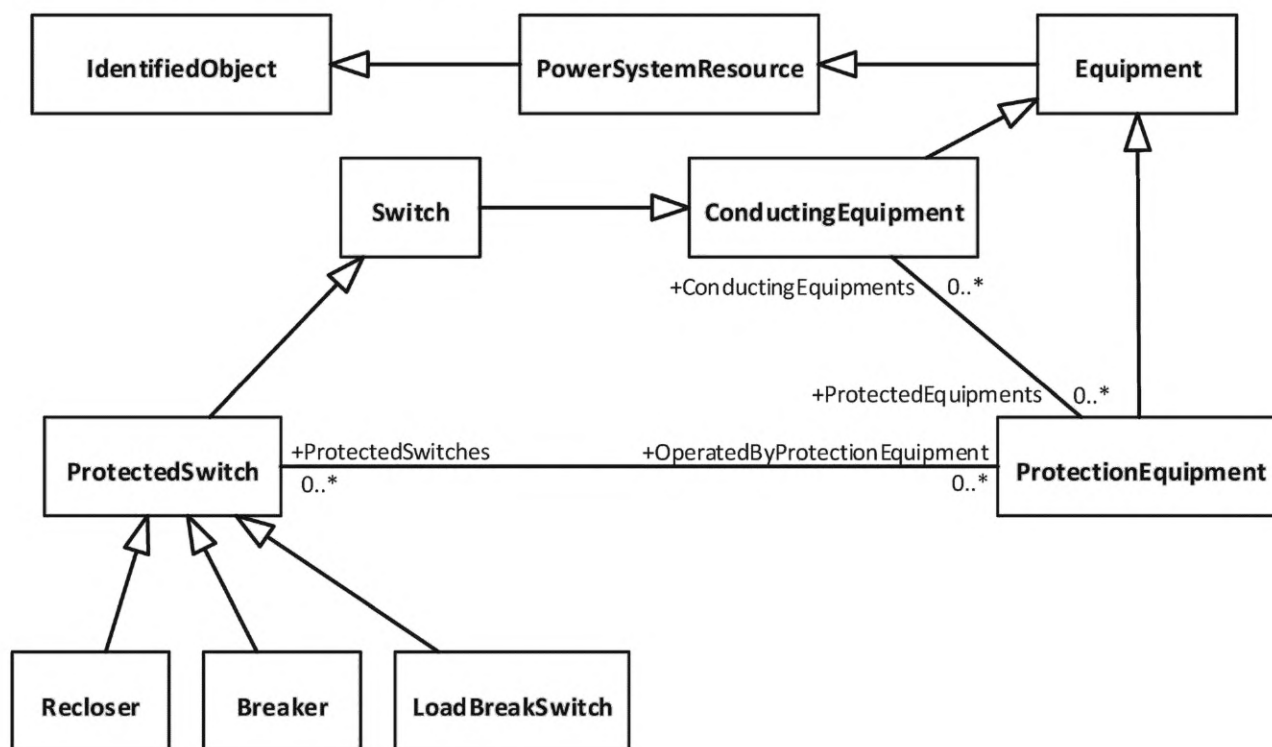 IdentifiedObject
PowerSystemResource
Equipment
Switch
ConductingEquipment
+ConductingEquipments
0..*
+ProtectedEquipments
0..*
ProtectedSwitch
+ProtectedSwitches
0..*
+OperatedByProtectionEquipment
0..*
ProtectionEquipment
Recloser
Breaker
LoadBreakSwitch